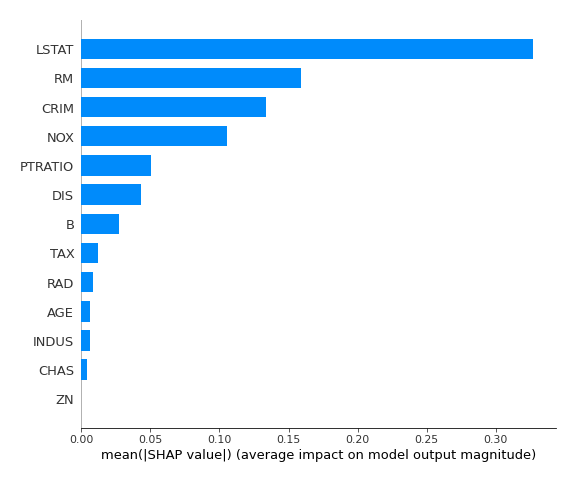 LSTAT
RM
CRIM
NOX
PTRATIO
DIS
B
TAX
RAD
AGE
INDUS
CHAS
ZN
0.00 0.05 0.10 0.15 0.20 0.25 0.30
mean(|SHAP value|) (average impact on model output magnitude)